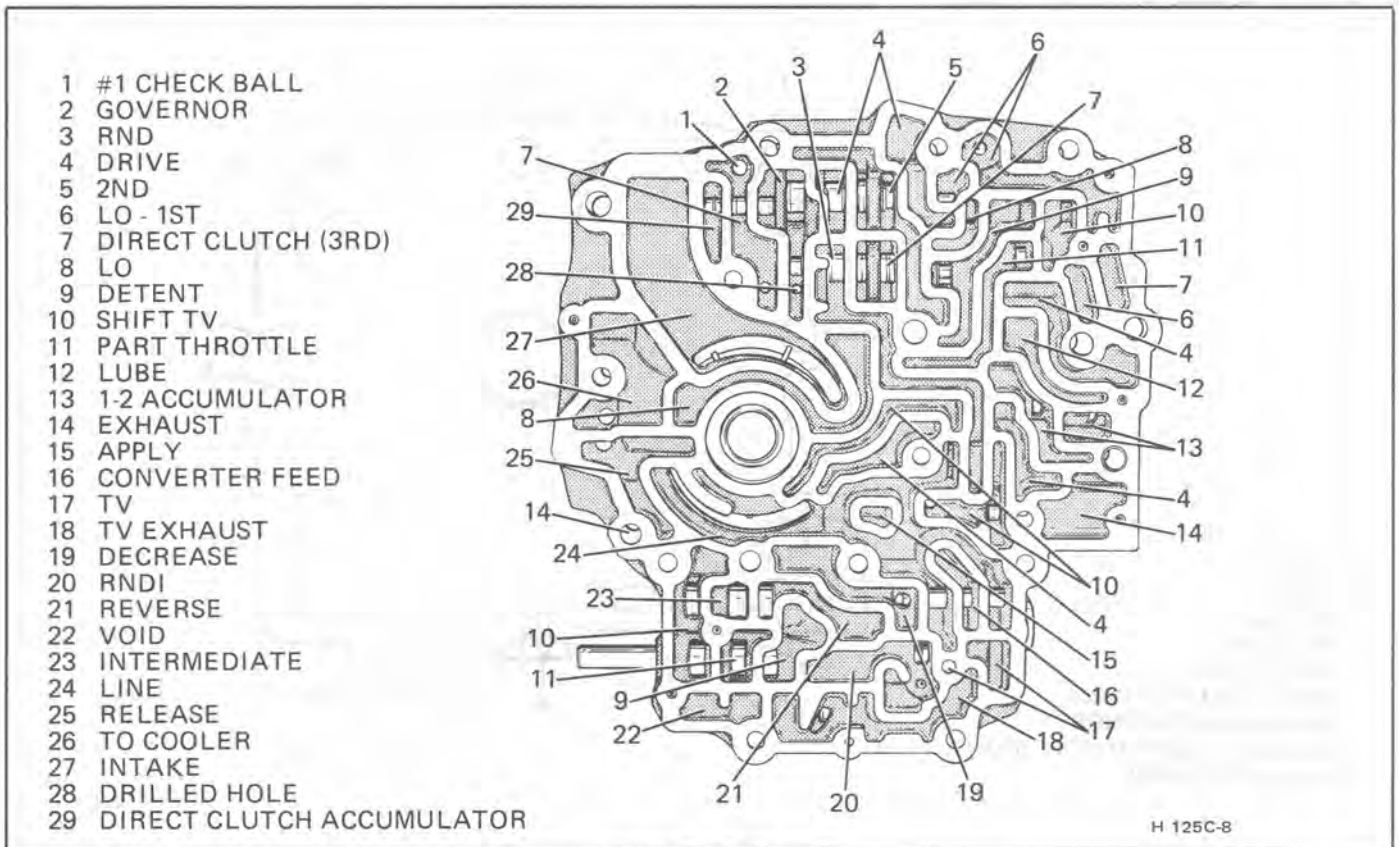 1 #1 CHECK BALL
2 GOVERNOR
3 RND
4 DRIVE
5 2ND
6 LO - 1ST
7 DIRECT CLUTCH (3RD)
8 LO
9 DETENT
10 SHIFT TV
11 PART THROTTLE
12 LUBE
13 1-2 ACCUMULATOR
14 EXHAUST
15 APPLY
16 CONVERTER FEED
17 TV
18 TV EXHAUST
19 DECREASE
20 RNDI
21 REVERSE
22 VOID
23 INTERMEDIATE
24 LINE
25 RELEASE
26 TO COOLER
27 INTAKE
28 DRILLED HOLE
29 DIRECT CLUTCH ACCUMULATOR
4
6
3
5
2
7
1
8
7
9
29
10
11
28
7
6
27
4
12
26
8
13
25
4
14
14
24
10
23
4
10
15
11
16
9
17
22
18
21
20
19
H 125C-8